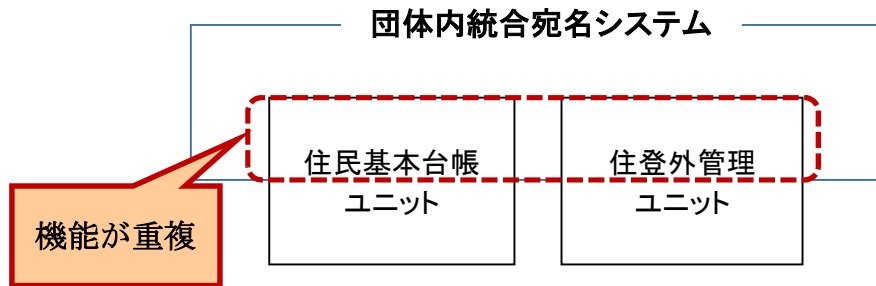 団体内統合宛名システム
住民基本台帳
ユニット
住登外管理
ユニット
機能が重複